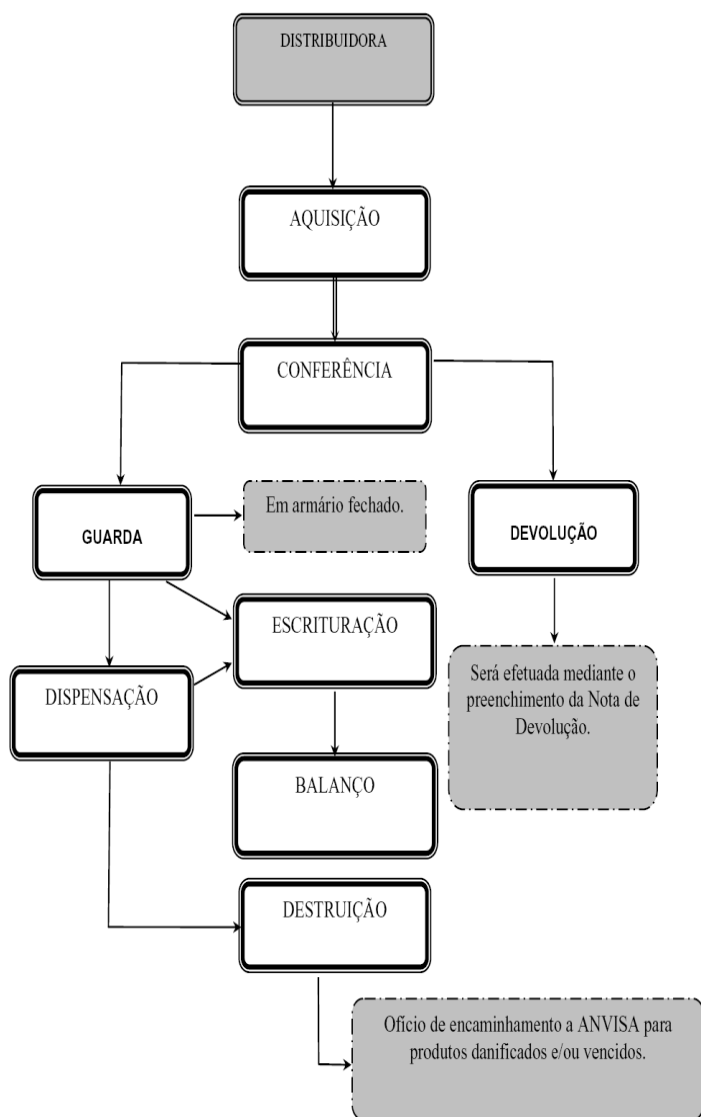 DISTRIBUIDORA
AQUISIÇÃO
CONFERÊNCIA
GUARDA
Em armário fechado.
DEVOLUÇÃO
ESCRITURAÇÃO
DISPENSAÇÃO
Será efetuada mediante o
preenchimento da Nota de
Devolução.
BALANÇO
DESTRUIÇÃO
Ofício de encaminhamento a ANVISA para
produtos danificados e/ou vencidos.